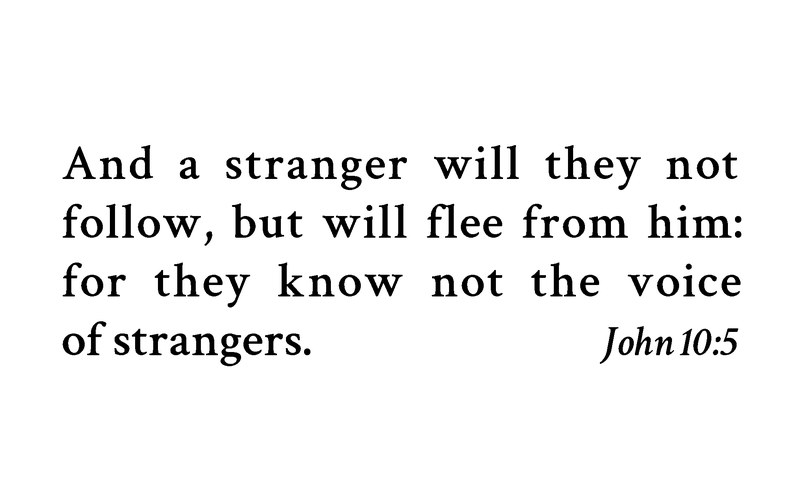 And a stranger will they not
follow, but will flee from him:
for they know not the voice
of strangers. John 10:5